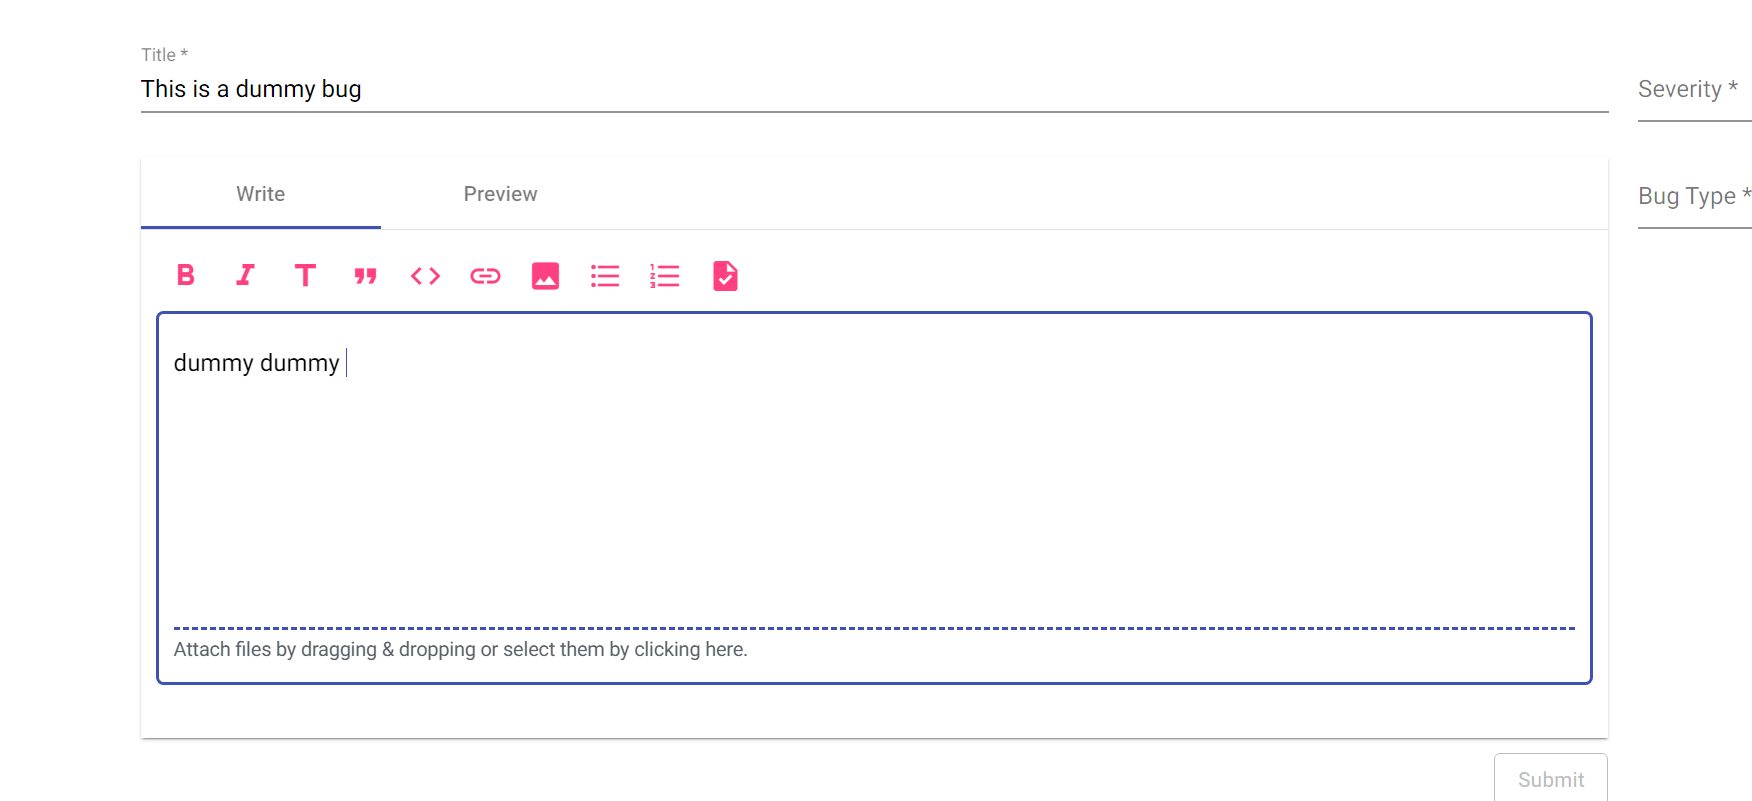 Title *
This is a dummy bug
Severity *
Write
Preview
Bug Type *
dummy dummy
Attach files by dragging & dropping or select them by clicking here.
Submit